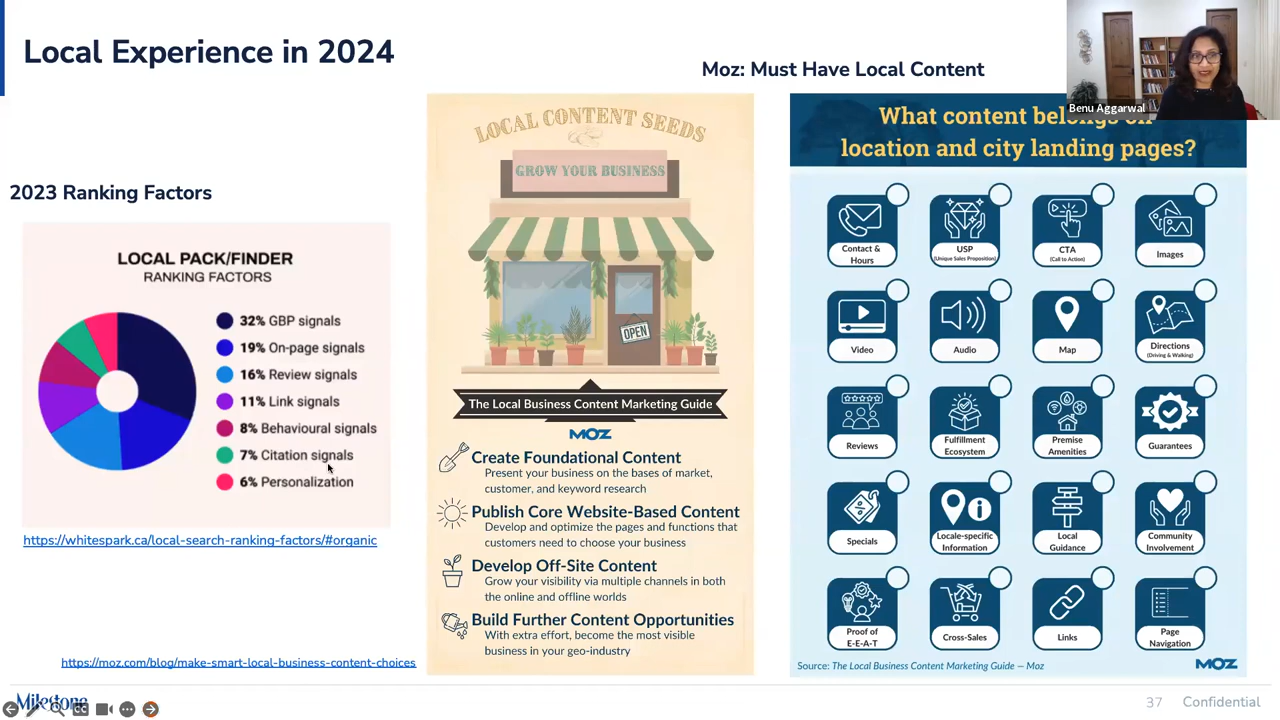 Local Experience in 2024
Moz: Must Have Local Content
Benu Aggarwal
2023 Ranking Factors
LOCAL PACK/FINDER
RANKING FACTORS
32% GBP signals
19% On-page signals
16% Review signals
11% Link signals
8% Behavioural signals
7% Citation signals
6% Personalization
https://whitespark.ca/local-search-ranking-factors/#organic
https://moz.com/blog/make-smart-local-business-content-choices
LOCAL CONTENT SEEDS
GROW YOUR BUSINESS
OPEN
The Local Business Content Marketing Guide
MOZ
Create Foundational Content
Present your business on the bases of market,
customer, and keyword research
Publish Core Website-Based Content
Develop and optimize the pages and functions that
customers need to choose your business
Develop Off-Site Content
Grow your visibility via multiple channels in both
the online and offline worlds
Build Further Content Opportunities
With extra effort, become the most visible
business in your geo-industry
What content belongs on
location and city landing pages?
Contact &
Hours
USP
(Unique Sales Proposition)
CTA
(Call to Action)
Images
Video
Audio
Map
Directions
(Driving & Walking)
Reviews
Fulfillment
Ecosystem
Premise
Amenities
Guarantees
Specials
Locale-specific
Information
Local
Guidance
Community
Involvement
Proof of
E-E-A-T
Cross-Sales
Links
Page
Navigation
Source: The Local Business Content Marketing Guide — Moz
MOZ
Milestone
CC
37 Confidential